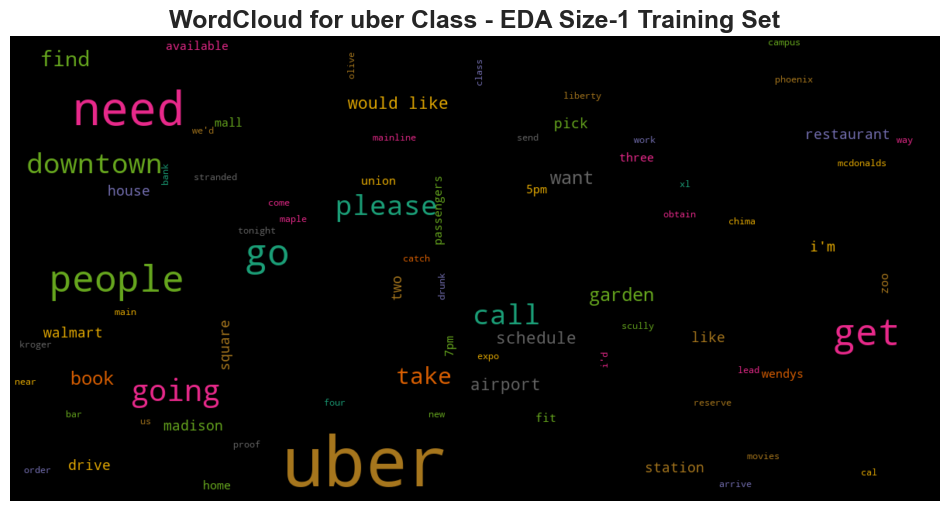 WordCloud for uber Class - EDA Size-1 Training Set
available
campus
find
olive
class
phoenix
need
would like
liberty
we'd
mall
mainline
send
pick
work
restaurant
way
three
downtown
bank
stranded
union
want
mcdonalds
house
5pm
xl
come
please
passengers
maple
obtain
chima
tonight
go
i'm
people
catch
two
drunk
garden
zoo
main
call
scully
walmart
square
schedule
like
get
kroger
7pm
expo
i'd
near
book
going
take
airport
lead
wendys
four
reserve
bar
us
madison
new
fit
proof
uber
movies
order
drive
station
cal
home
arrive